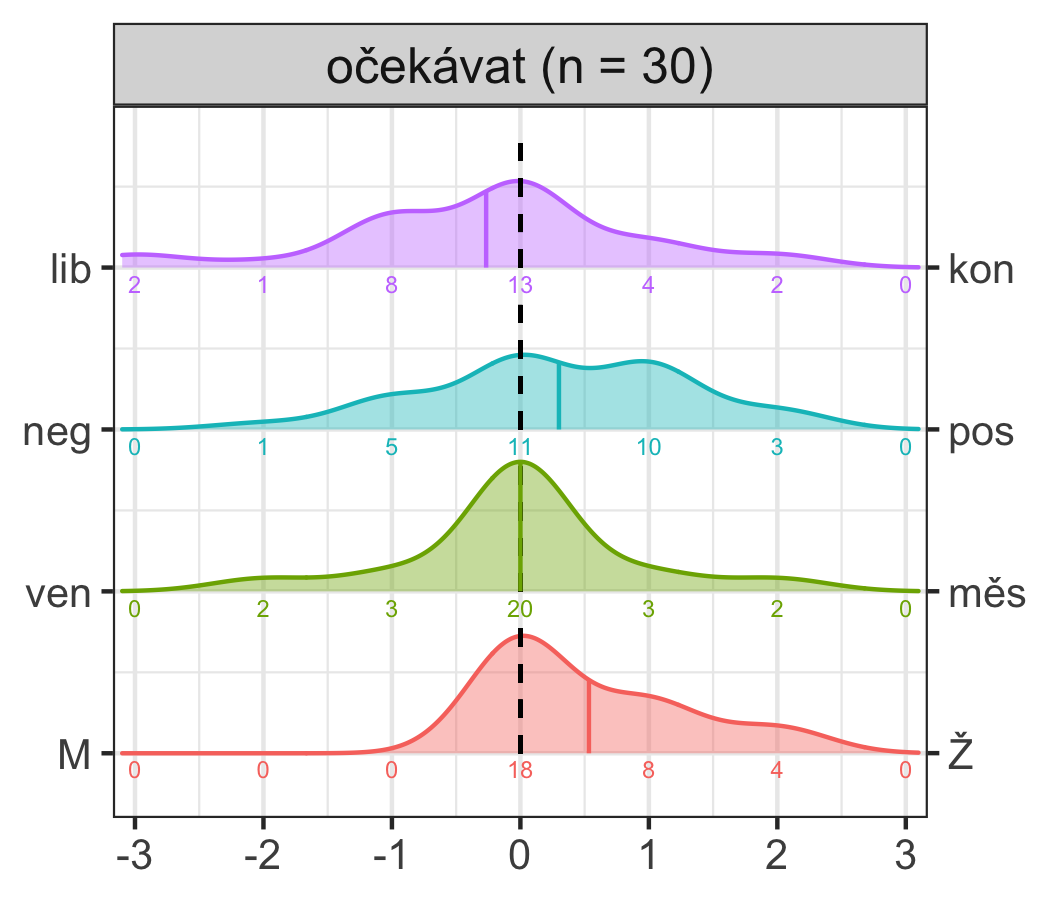 očekávat (n = 30)
lib kon
2 1 8 13 4 2 0
neg pos
0 1 5 11 10 3 0
ven měs
0 2 3 20 3 2 0
M Ž
0 0 0 18 8 4 0
-3 -2 -1 0 1 2 3